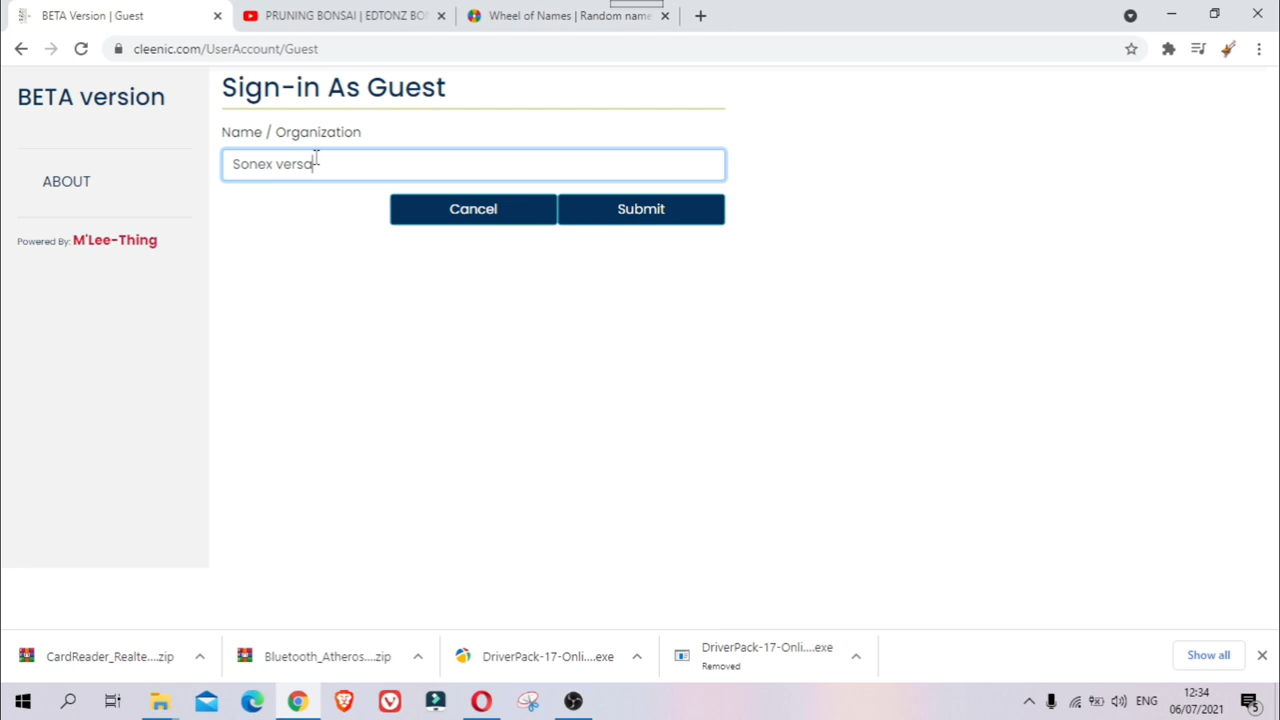 BETA Version | Guest
PRUNING BONSAI | EDTONZ BO
Wheel of Names | Random name
cleenic.com/UserAccount/Guest
BETA version
ABOUT
Powered By: M'Lee-Thing
Sign-in As Guest
Name / Organization
Sonex versa
Cancel
Submit
CardReader_Realte....zip
Bluetooth_Atheros....zip
DriverPack-17-Onli....exe
DriverPack-17-Onli....exe
Removed
Show all
ENG
12:34
06/07/2021
5